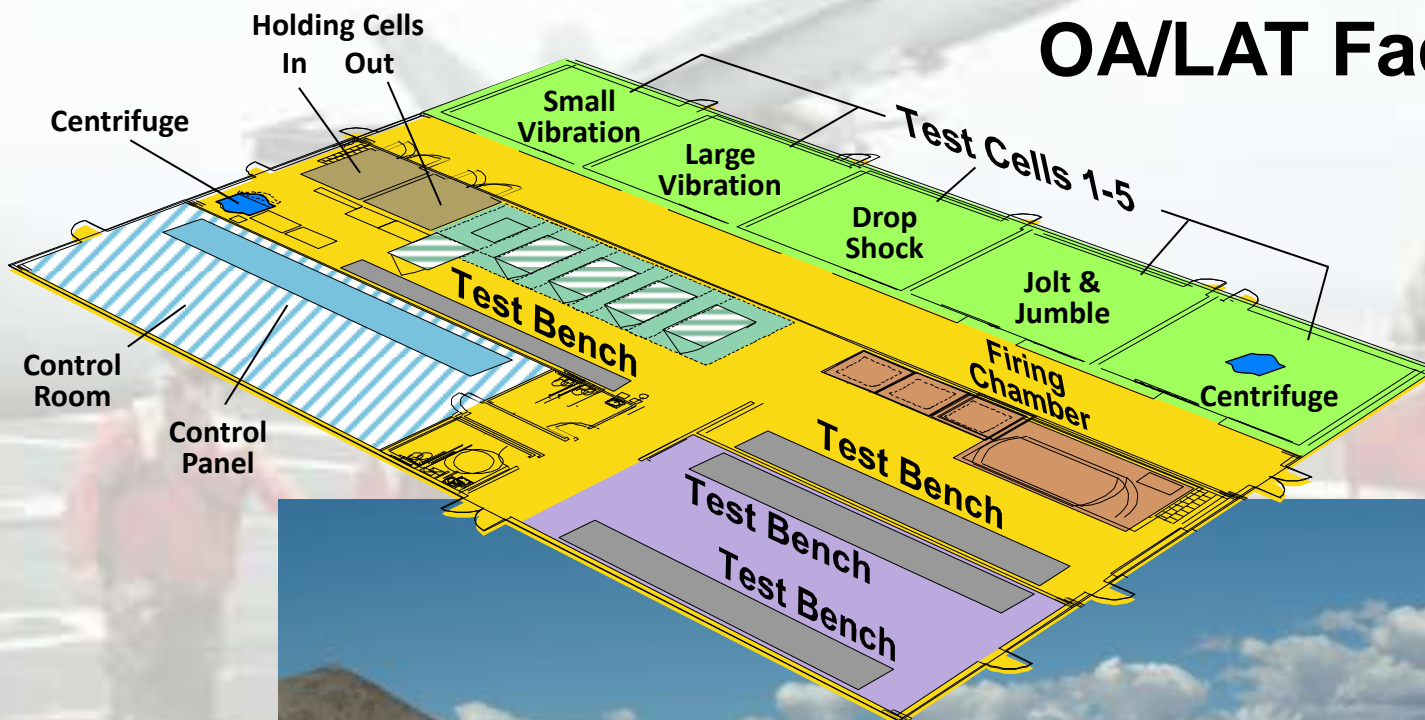 OA/LAT Fac
Holding Cells
In Out
Centrifuge
Small
Vibration
Large
Vibration
Drop
Shock
Jolt &
Jumble
Centrifuge
Test Cells 1-5
Test Bench
Firing
Chamber
Control
Room
Control
Panel
Test Bench
Test Bench
Test Bench